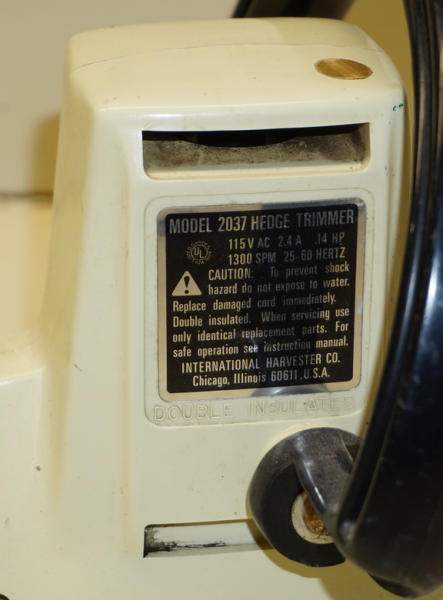 MODEL 2037 HEDGE TRIMMER
115V AC 2.4 A .14 HP
UL
1300 SPM 25-60 HERTZ
CAUTION: To prevent shock
hazard do not expose to water.
Replace damaged cord immediately.
Double insulated. When servicing use
only identical replacement parts. For
safe operation see instruction manual.
INTERNATIONAL HARVESTER CO.
Chicago, Illinois 60611 ,U.S.A.
DOUBLE INSULATED